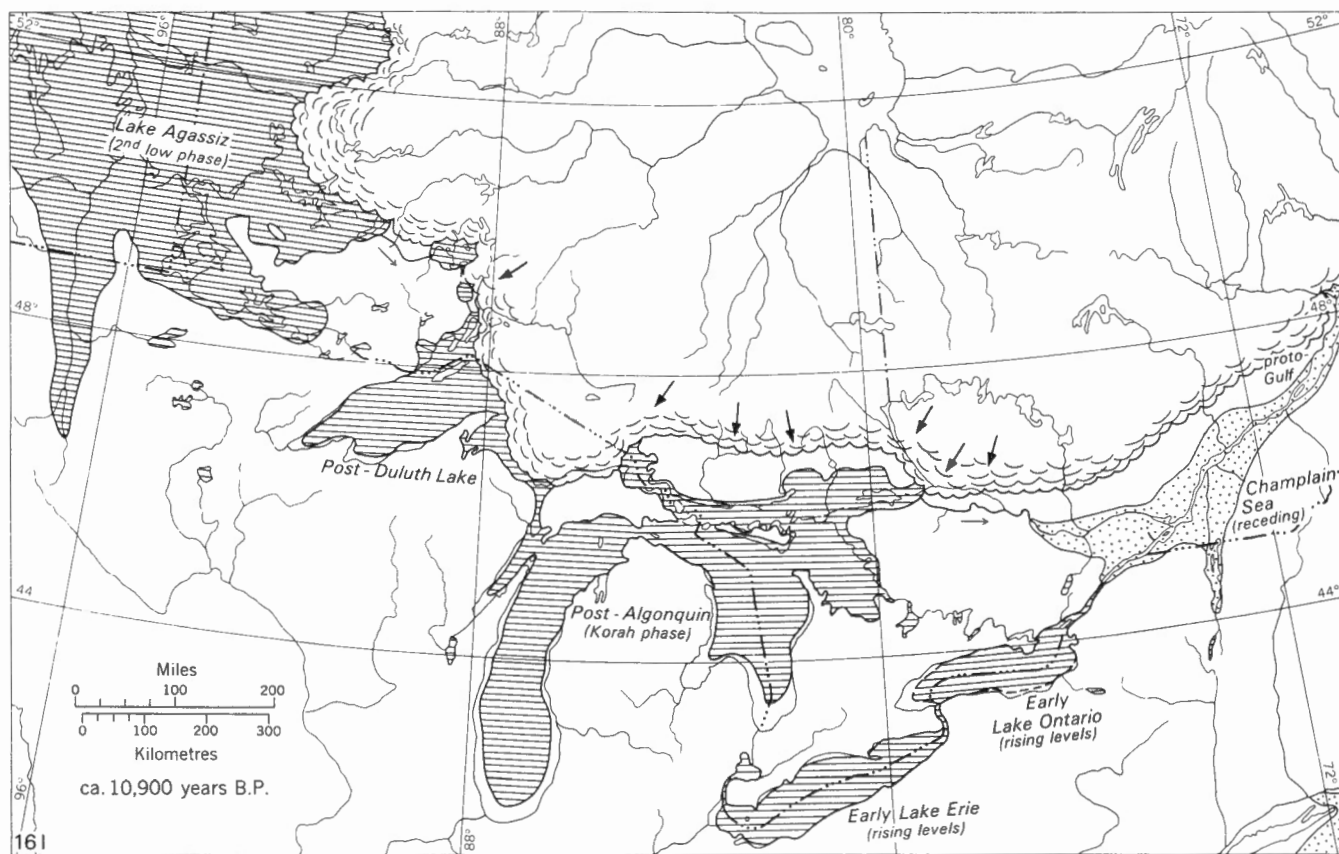 52°
96°
88°
80°
72°
52°
Lake Agassiz
(2nd low phase)
48°
48°
proto
Gulf
Post - Duluth Lake
Champlain
Sea
(receding)
44
44°
Post - Algonquin
(Korah phase)
Miles
0 100 200
0 100 200 300
Kilometres
Early
Lake Ontario
(rising levels)
ca. 10,900 years B.P.
96°
72°
Early Lake Erie
(rising levels)
88°
16l